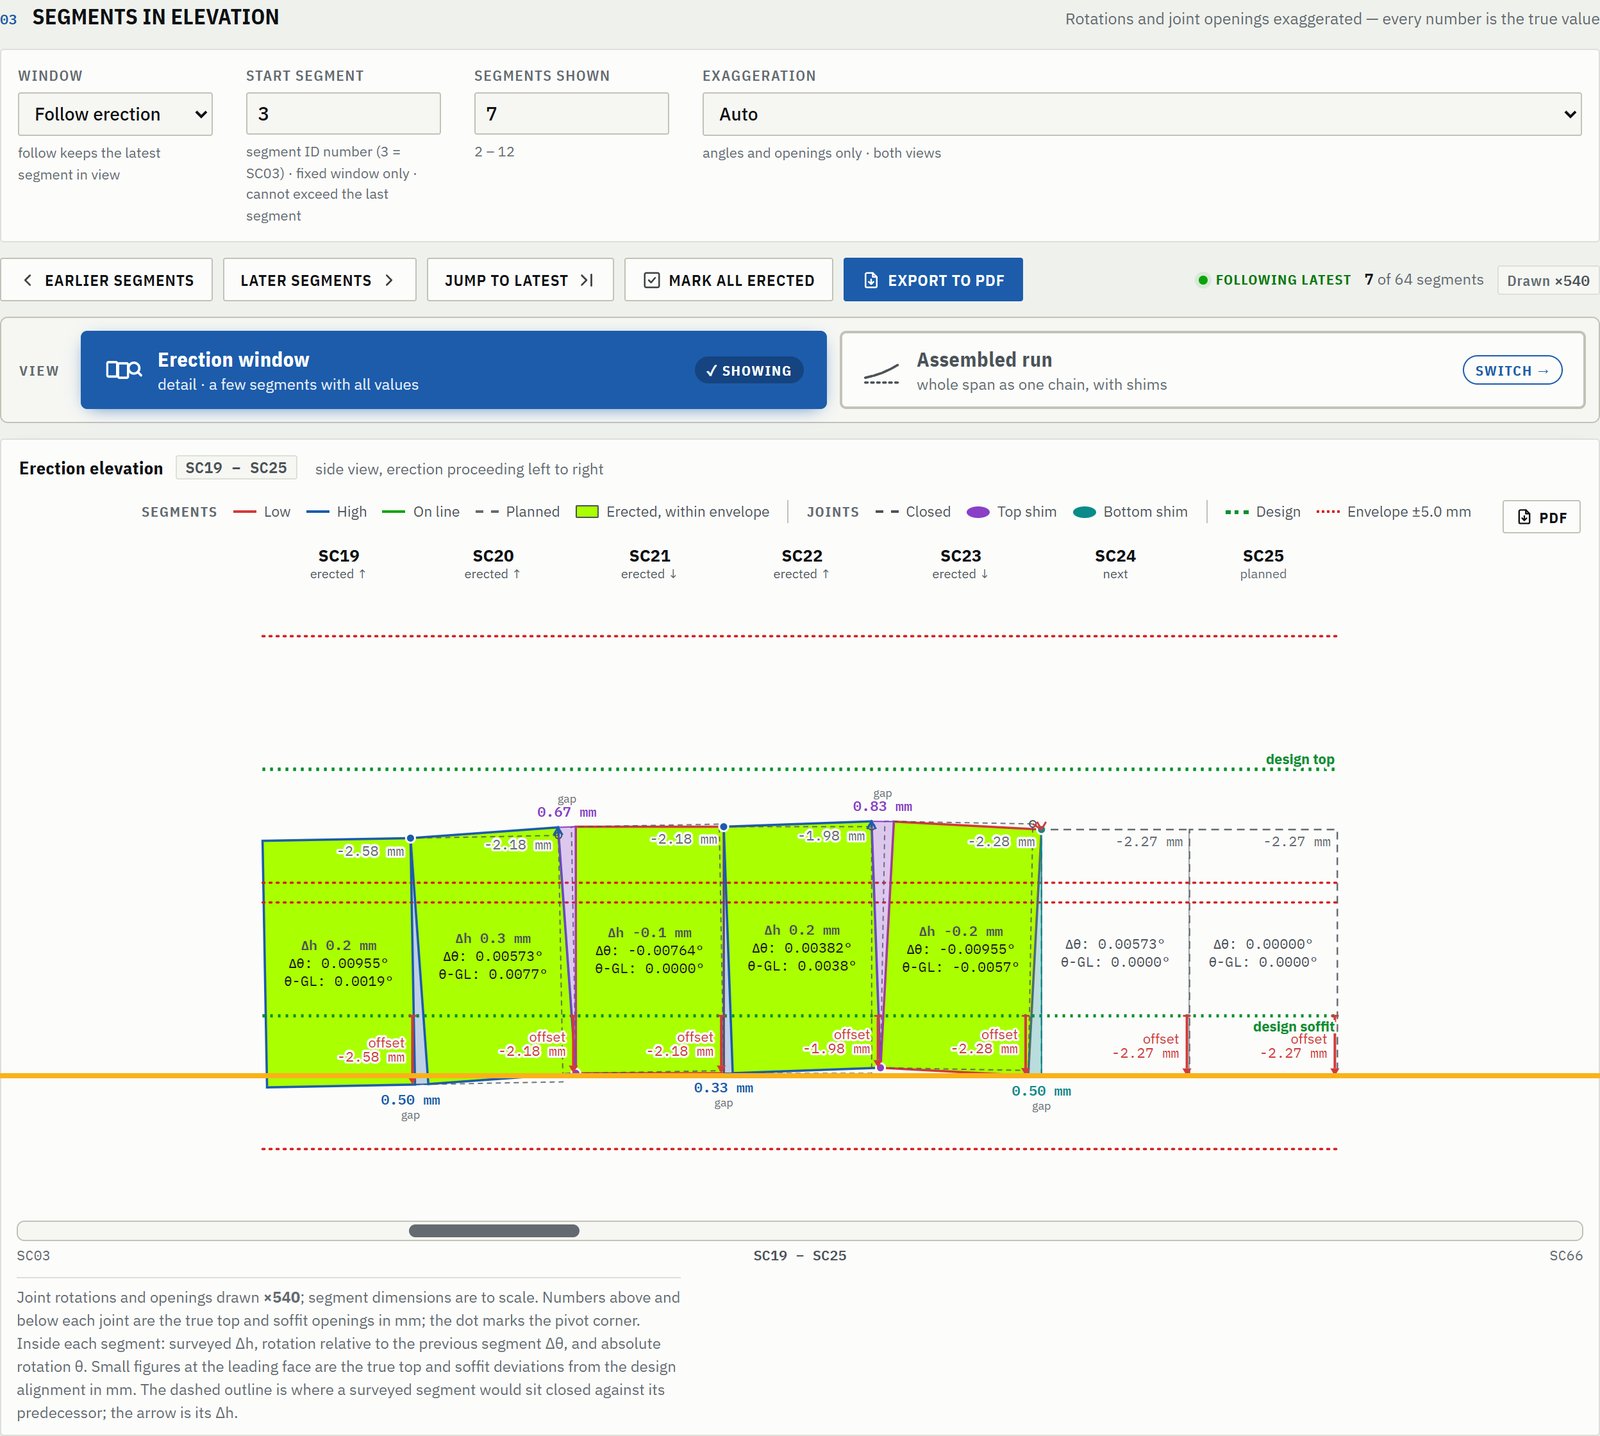 03 SEGMENTS IN ELEVATION
Rotations and joint openings exaggerated — every number is the true value
WINDOW
Follow erection
follow keeps the latest
segment in view
START SEGMENT
3
segment ID number (3 =
SC03) · fixed window only ·
cannot exceed the last
segment
SEGMENTS SHOWN
7
2 – 12
EXAGGERATION
Auto
angles and openings only · both views
EARLIER SEGMENTS
LATER SEGMENTS
JUMP TO LATEST
MARK ALL ERECTED
EXPORT TO PDF
FOLLOWING LATEST
7 of 64 segments
Drawn ×540
VIEW
Erection window
detail · a few segments with all values
✓ SHOWING
Assembled run
whole span as one chain, with shims
SWITCH →
Erection elevation
SC19 – SC25
side view, erection proceeding left to right
SEGMENTS Low High On line Planned Erected, within envelope JOINTS Closed Top shim Bottom shim Design Envelope ±5.0 mm
PDF
SC19 SC20 SC21 SC22 SC23 SC24 SC25
erected ↑ erected ↑ erected ↓ erected ↑ erected ↓ next planned
design top
gap
0.67 mm
gap
0.83 mm
-2.58 mm
-2.18 mm
-2.18 mm
-1.98 mm
-2.28 mm
-2.27 mm
-2.27 mm
Δh 0.2 mm
Δθ: 0.00955°
θ-GL: 0.0019°
Δh 0.3 mm
Δθ: 0.00573°
θ-GL: 0.0077°
Δh -0.1 mm
Δθ: -0.00764°
θ-GL: 0.0000°
Δh 0.2 mm
Δθ: 0.00382°
θ-GL: 0.0038°
Δh -0.2 mm
Δθ: -0.00955°
θ-GL: -0.0057°
Δθ: 0.00573°
θ-GL: 0.0000°
Δθ: 0.00000°
θ-GL: 0.0000°
design soffit
offset
-2.58 mm
offset
-2.18 mm
offset
-2.18 mm
offset
-1.98 mm
offset
-2.28 mm
offset
-2.27 mm
offset
-2.27 mm
0.50 mm
gap
0.33 mm
gap
0.50 mm
gap
SC03
SC19 – SC25
SC66
Joint rotations and openings drawn ×540; segment dimensions are to scale. Numbers above and
below each joint are the true top and soffit openings in mm; the dot marks the pivot corner.
Inside each segment: surveyed Δh, rotation relative to the previous segment Δθ, and absolute
rotation θ. Small figures at the leading face are the true top and soffit deviations from the design
alignment in mm. The dashed outline is where a surveyed segment would sit closed against its
predecessor; the arrow is its Δh.